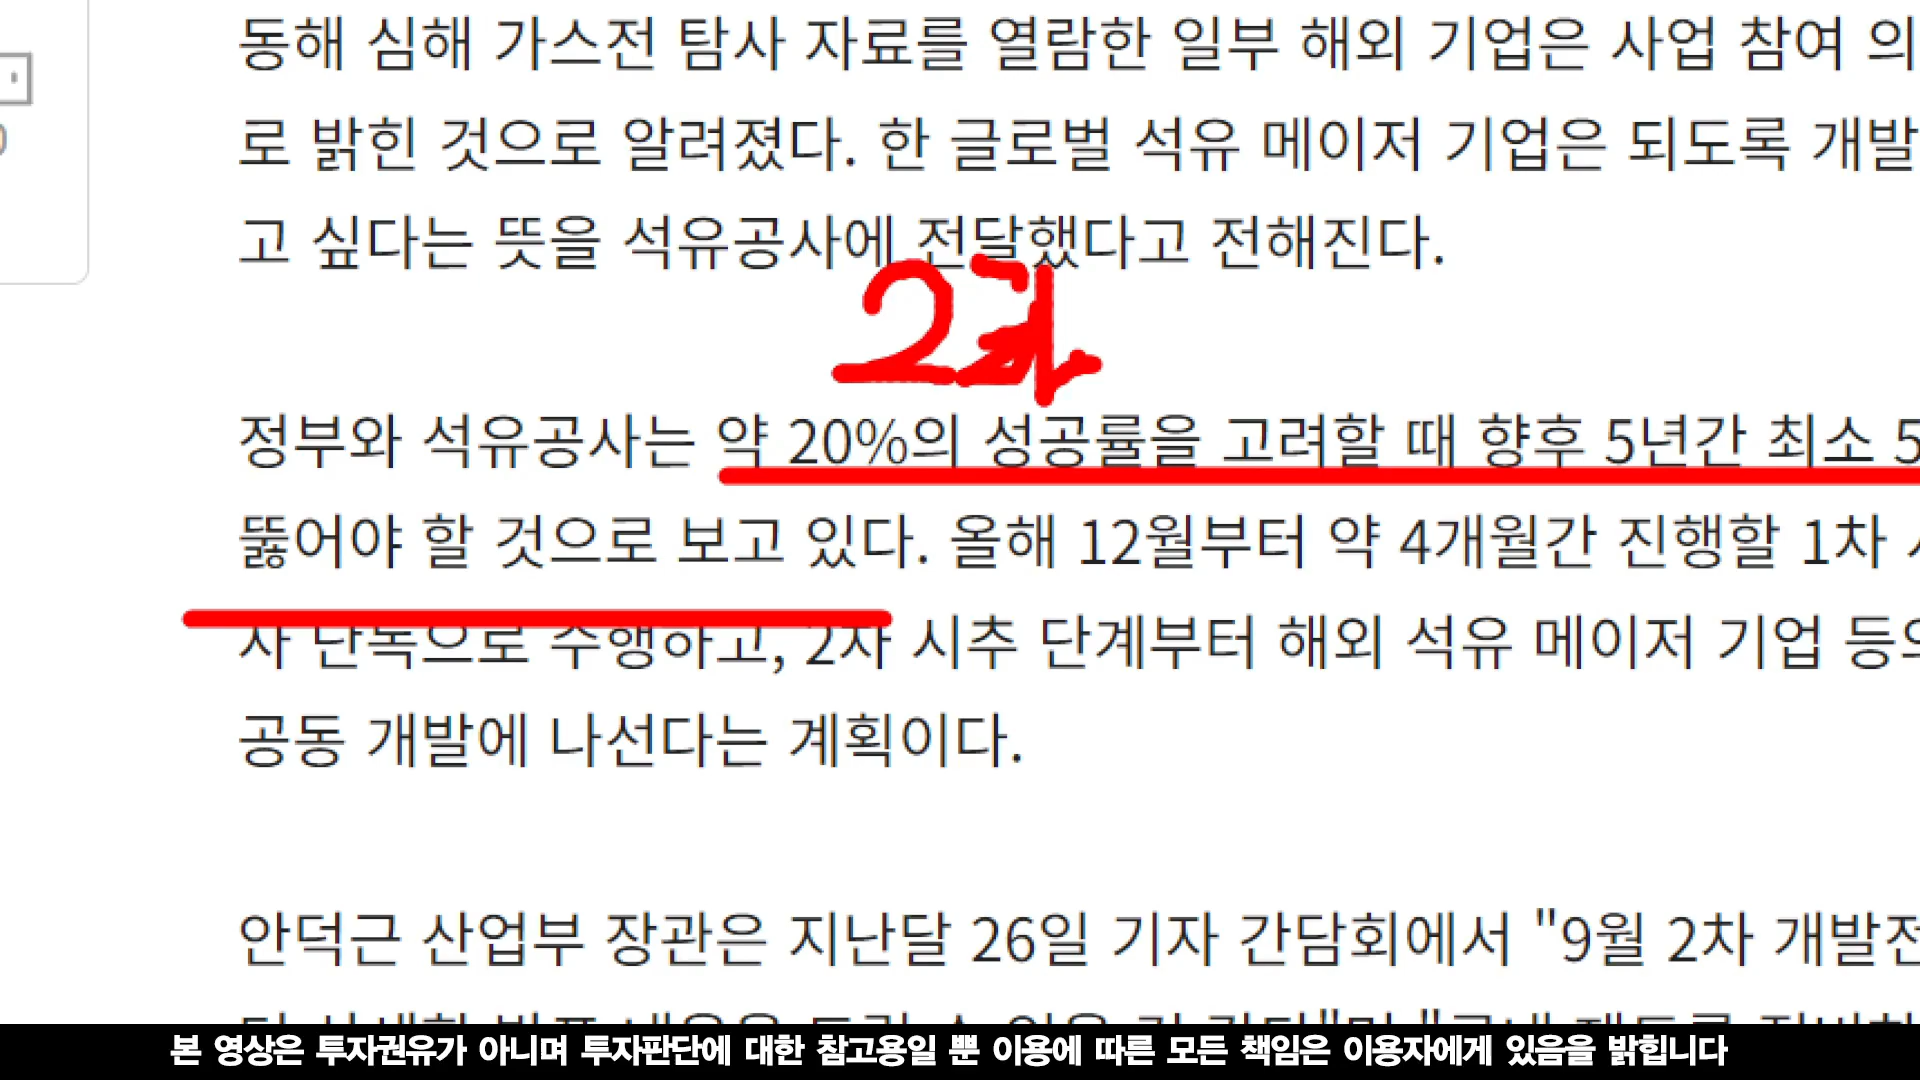 동해 심해 가스전 탐사 자료를 열람한 일부 해외 기업은 사업 참여 의
로 밝힌 것으로 알려졌다. 한 글로벌 석유 메이저 기업은 되도록 개발
고 싶다는 뜻을 석유공사에 전달했다고 전해진다.
정부와 석유공사는 약 20%의 성공률을 고려할 때 향후 5년간 최소 5
뚫어야 할 것으로 보고 있다. 올해 12월부터 약 4개월간 진행할 1차
사 단독으로 수행하고, 2차 시추 단계부터 해외 석유 메이저 기업 등의
공동 개발에 나선다는 계획이다.
안덕근 산업부 장관은 지난달 26일 기자 간담회에서 "9월 2차 개발전
본 영상은 투자권유가 아니며 투자판단에 대한 참고용일 뿐 이용에 따른 모든 책임은 이용자에게 있음을 밝힙니다